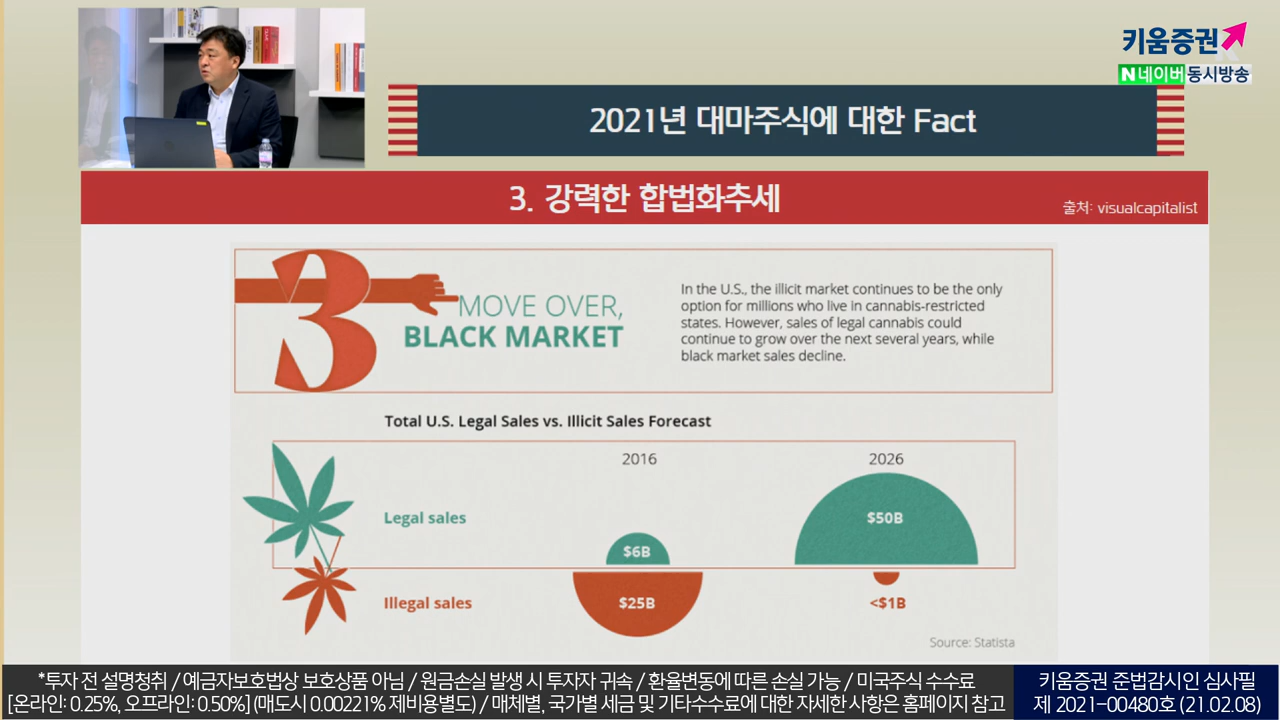 키움증권
N 네이버 동시방송
2021년 대마주식에 대한 Fact
3. 강력한 합법화추세
출처: visualcapitalist
3
MOVE OVER,
BLACK MARKET
In the U.S., the illicit market continues to be the only
option for millions who live in cannabis-restricted
states. However, sales of legal cannabis could
continue to grow over the next several years, while
black market sales decline.
Total U.S. Legal Sales vs. Illicit Sales Forecast
2016 2026
Legal sales $6B $50B
Illegal sales $25B <$1B
Source: Statista
*투자 전 설명청취 / 예금자보호법상 보호상품 아님 / 원금손실 발생 시 투자자 귀속 / 환율변동에 따른 손실 가능 / 미국주식 수수료
[온라인: 0.25%, 오프라인: 0.50%] (매도시 0.00221% 제비용별도) / 매체별, 국가별 세금 및 기타수수료에 대한 자세한 사항은 홈페이지 참고
키움증권 준법감시인 심사필
제 2021-00480호 (21.02.08)